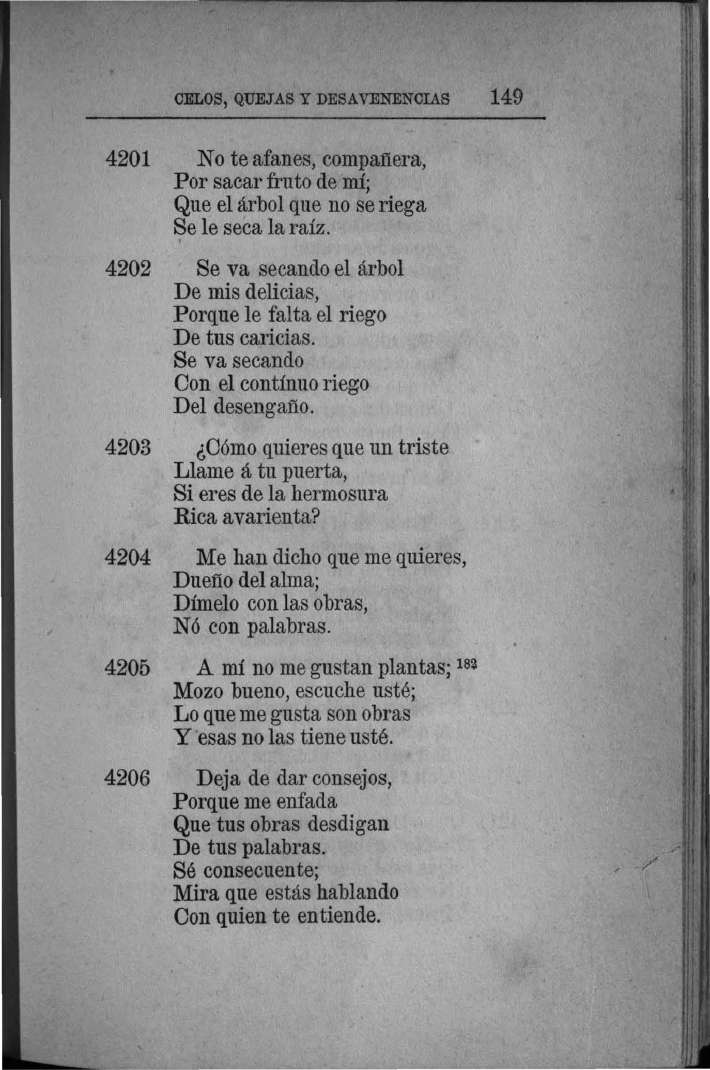 CELOS, QUEJAS Y DESAVENENCIAS 149
4201 No te afanes, compañera,
Por sacar fruto de mí;
Que el árbol que no se riega
Se le seca la raíz.
4202 Se va secando el árbol
De mis delicias,
Porque le falta el riego
De tus caricias.
Se va secando
Con el contínuo riego
Del desengaño.
4203 ¿Cómo quieres que un triste
Llame á tu puerta,
Si eres de la hermosura
Rica avarienta?
4204 Me han dicho que me quieres,
Dueño del alma;
Dímelo con las obras,
Nó con palabras.
4205 A mí no me gustan plantas; 182
Mozo bueno, escuche usté;
Lo que me gusta son obras
Y esas no las tiene usté.
4206 Deja de dar consejos,
Porque me enfada
Que tus obras desdigan
De tus palabras.
Sé consecuente;
Mira que estás hablando
Con quien te entiende.